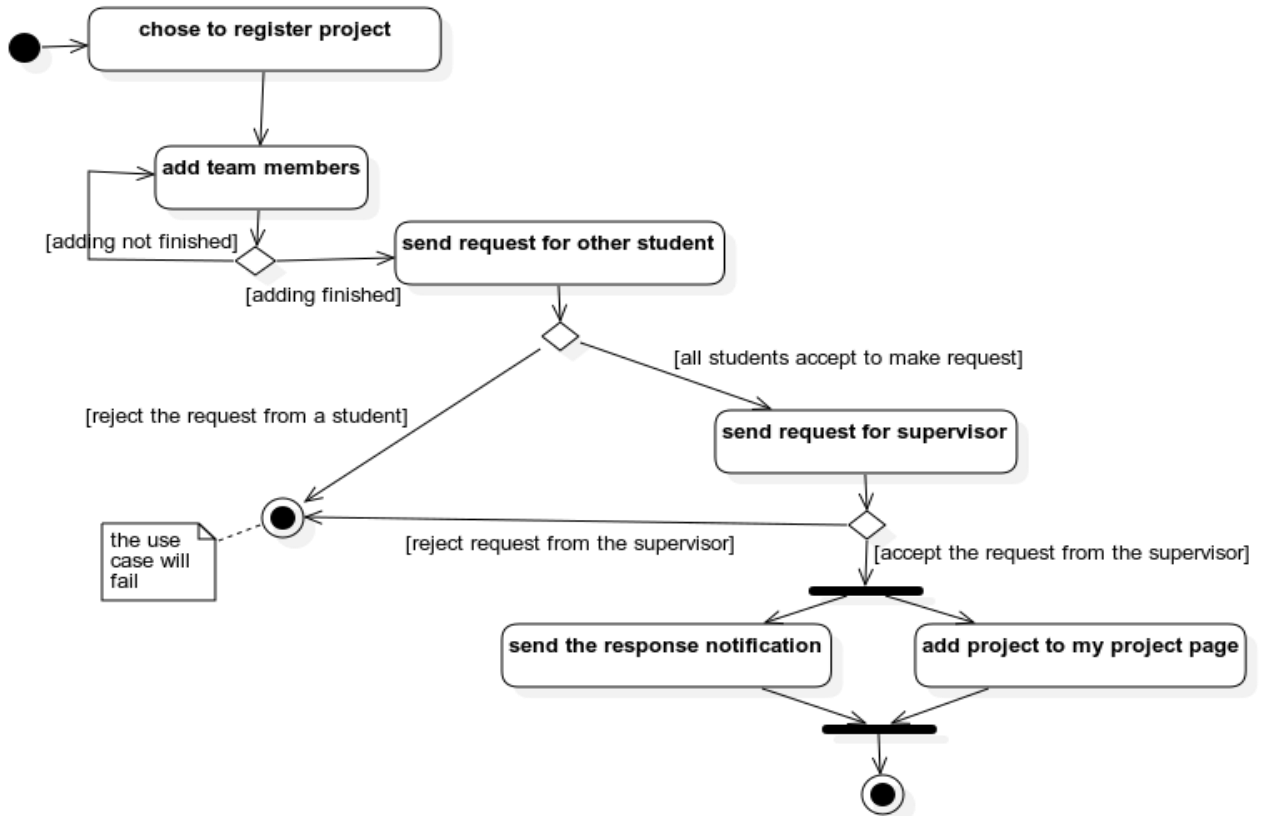 chose to register project
add team members
[adding not finished]
send request for other student
[adding finished]
[all students accept to make request]
[reject the request from a student]
send request for supervisor
the use
case will
fail
[reject request from the supervisor]
[accept the request from the supervisor]
send the response notification
add project to my project page